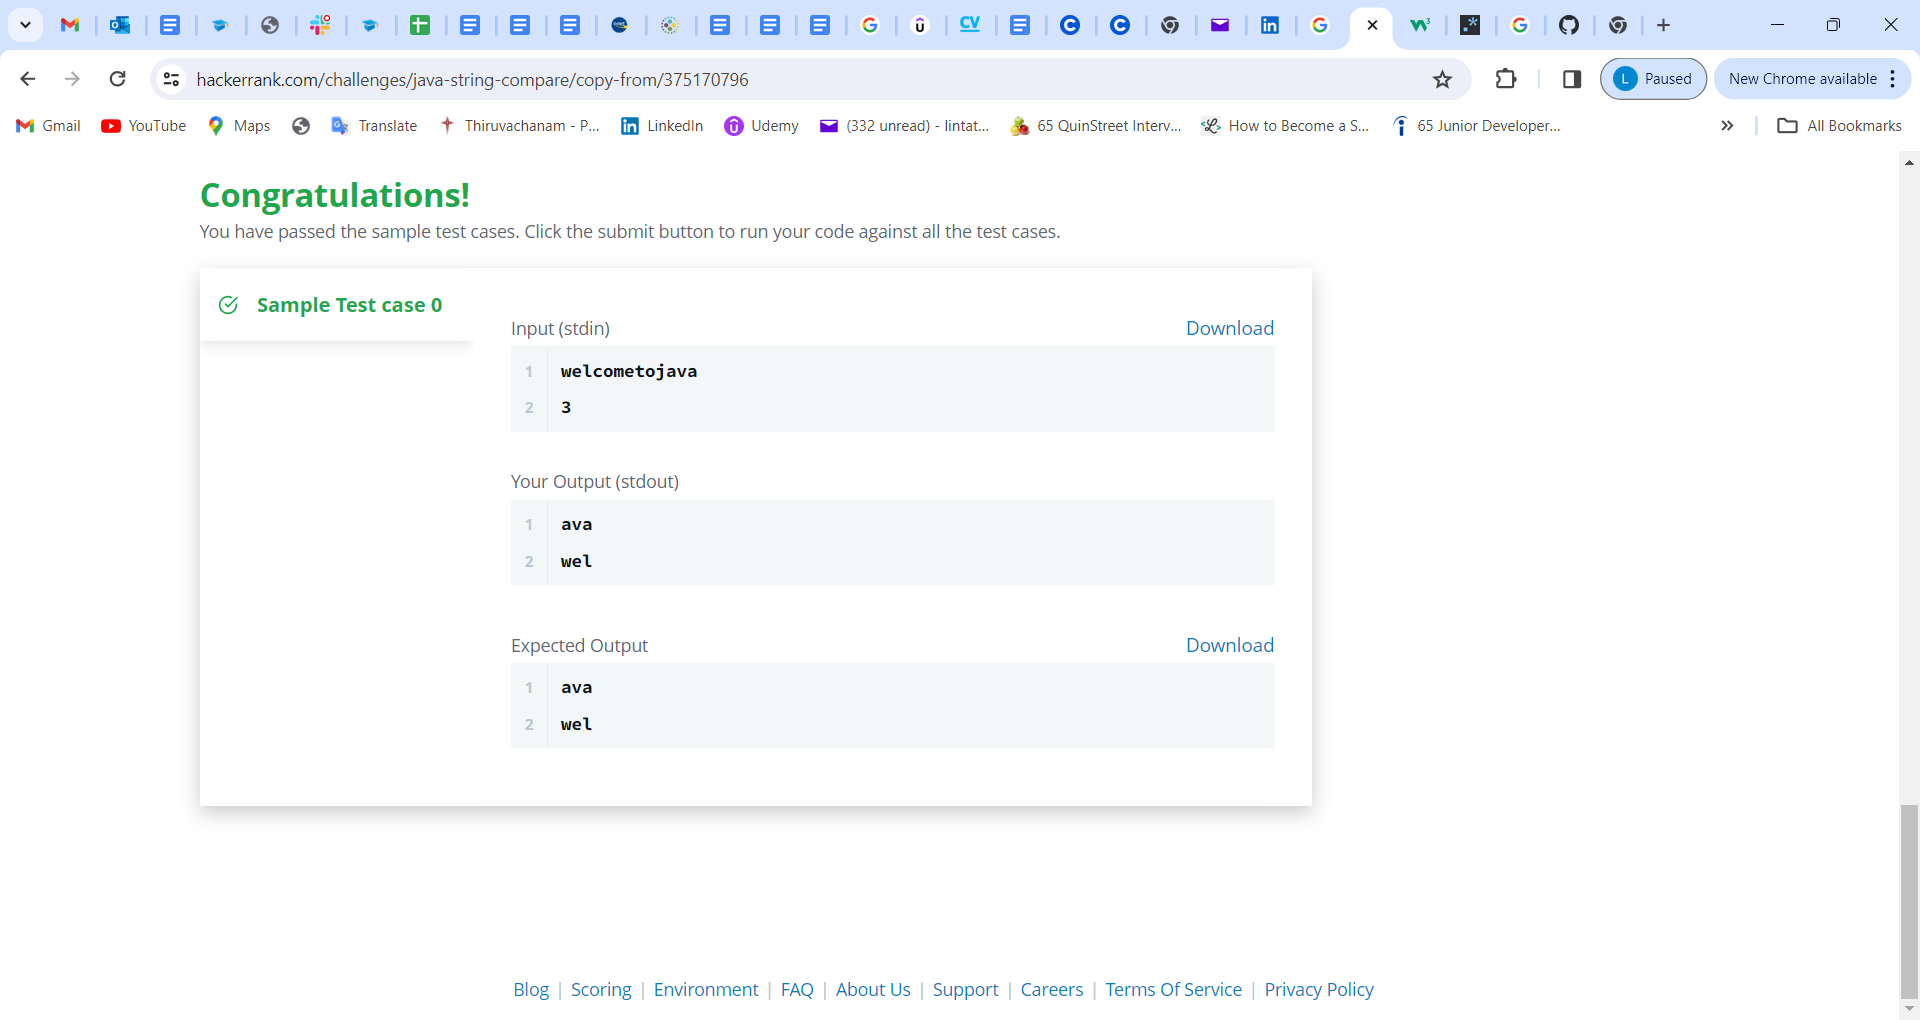 hackerrank.com/challenges/java-string-compare/copy-from/375170796
L Paused
New Chrome available
Gmail YouTube Maps Translate Thiruvachanam - P... LinkedIn Udemy (332 unread) - lintat... 65 QuinStreet Interv... How to Become a S... 65 Junior Developer... All Bookmarks
Congratulations!
You have passed the sample test cases. Click the submit button to run your code against all the test cases.
Sample Test case 0
Input (stdin) Download
1 welcometojava
2 3
Your Output (stdout)
1 ava
2 wel
Expected Output Download
1 ava
2 wel
Blog | Scoring | Environment | FAQ | About Us | Support | Careers | Terms Of Service | Privacy Policy